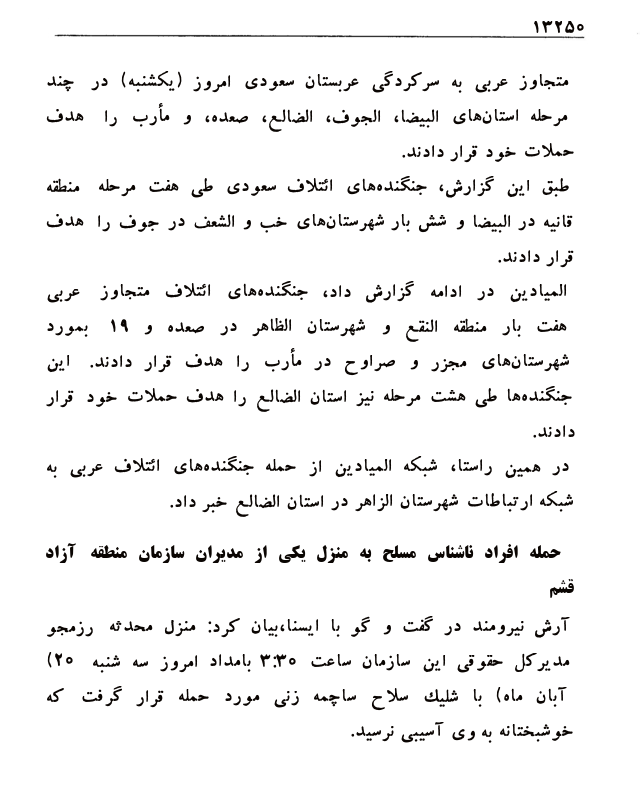 ۱۳۲۵۰
متجاوز عربی به سرکردگی عربستان سعودی امروز (یکشنبه) در چند
مرحله استان‌های البیضا، الجوف، الضالع، صعده، و مأرب را هدف
حملات خود قرار دادند.
طبق این گزارش، جنگنده‌های ائتلاف سعودی طی هفت مرحله منطقه
قانیه در البیضا و شش بار شهرستان‌های خب و الشعف در جوف را هدف
قرار دادند.
المیادین در ادامه گزارش داد، جنگنده‌های ائتلاف متجاوز عربی
هفت بار منطقه النقع و شهرستان الظاهر در صعده و ۱۹ بمورد
شهرستان‌های مجزر و صراوح در مأرب را هدف قرار دادند. این
جنگنده‌ها طی هشت مرحله نیز استان الضالع را هدف حملات خود قرار
دادند.
در همین راستا، شبکه المیادین از حمله جنگنده‌های ائتلاف عربی به
شبکه ارتباطات شهرستان الزاهر در استان الضالع خبر داد.
حمله افراد ناشناس مسلح به منزل یکی از مدیران سازمان منطقه آزاد
قشم
آرش نیرومند در گفت و گو با ایسنا،بیان کرد: منزل محدثه رزمجو
مدیرکل حقوقی این سازمان ساعت ۳:۳۰ بامداد امروز سه شنبه ۲۵)
آبان ماه) با شلیك سلاح ساچمه زنی مورد حمله قرار گرفت که
خوشبختانه به وی آسیبی نرسید.